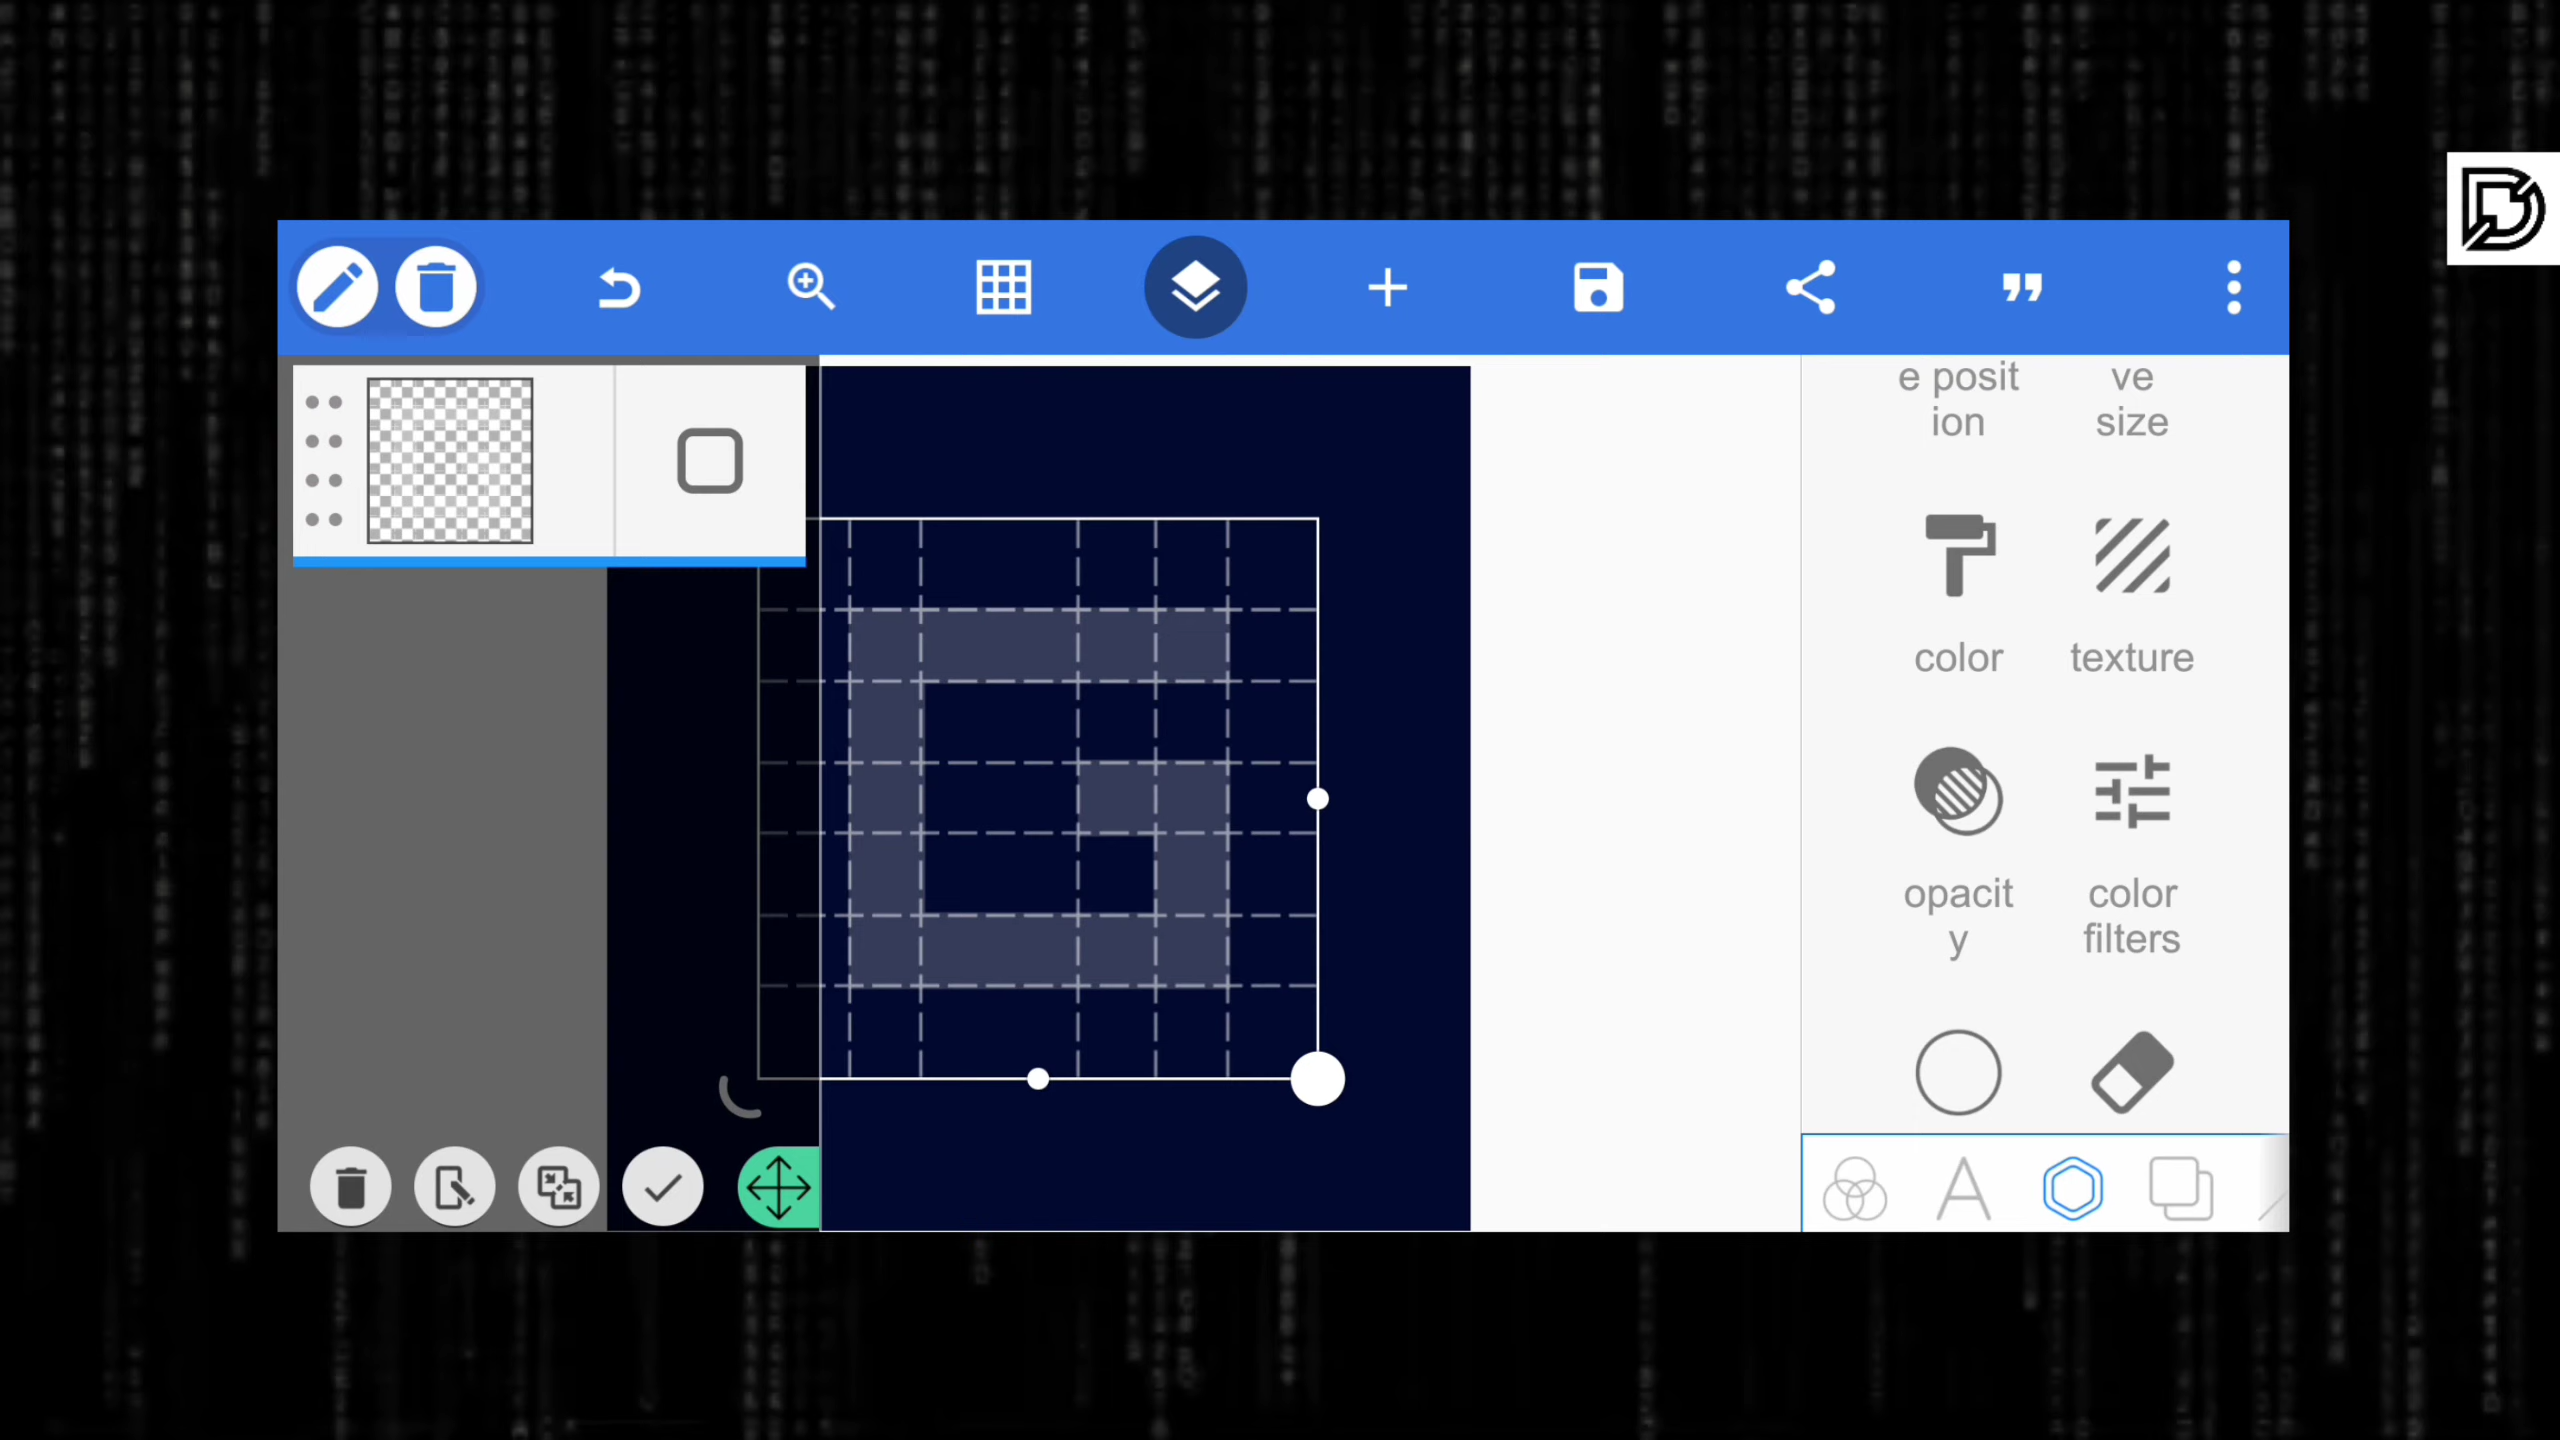 e posit
ion
ve
size
color
texture
opacit
y
color
filters